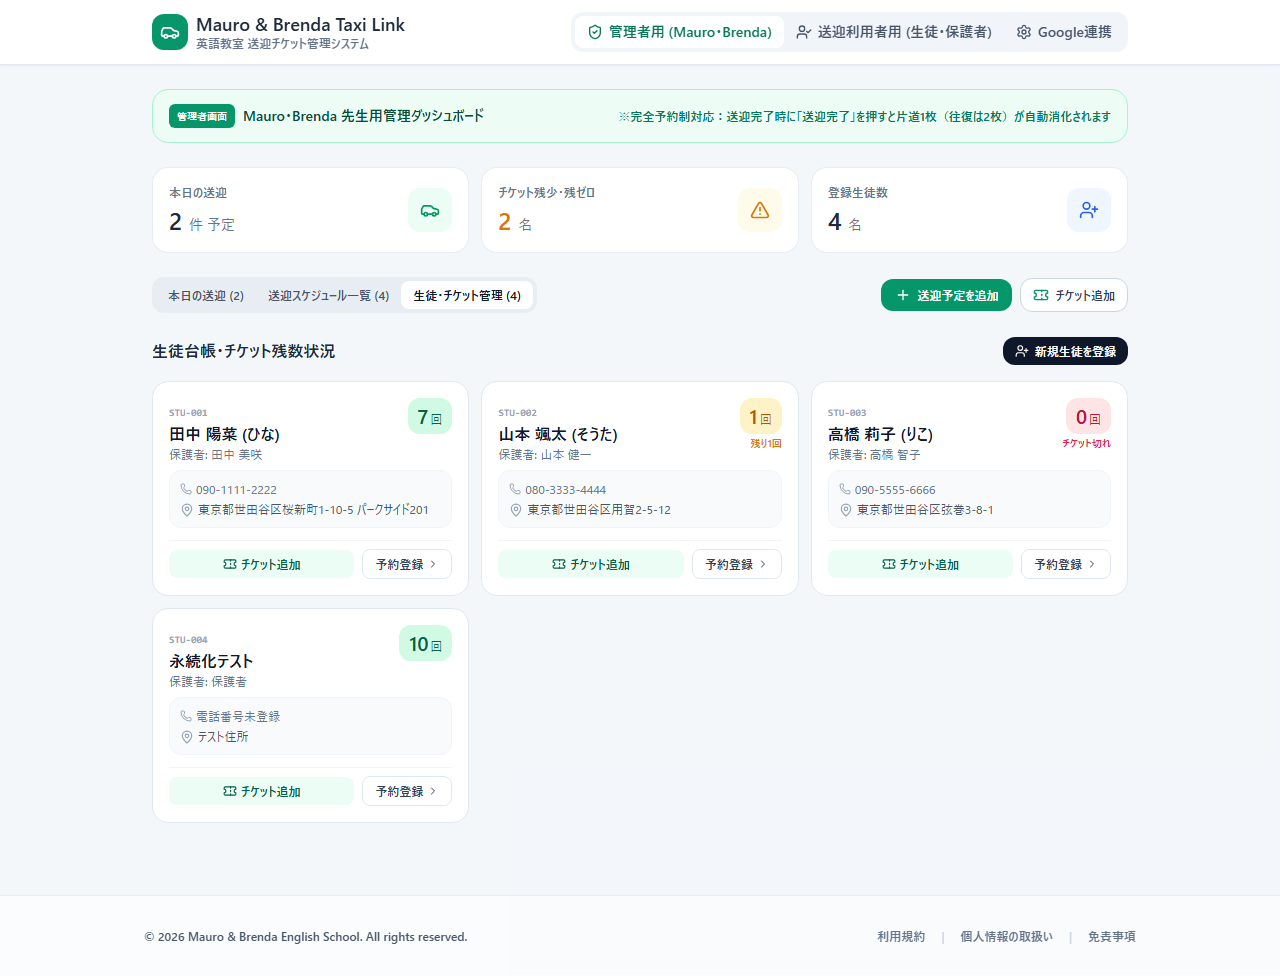 Mauro & Brenda Taxi Link
英語教室 送迎チケット管理システム
管理者用 (Mauro・Brenda)
送迎利用者用 (生徒・保護者)
Google連携
管理者画面
Mauro・Brenda 先生用管理ダッシュボード
※完全予約制対応：送迎完了時に「送迎完了」を押すと片道1枚（往復は2枚）が自動消化されます
本日の送迎
2 件 予定
チケット残少・残ゼロ
2 名
登録生徒数
4 名
本日の送迎 (2)
送迎スケジュール一覧 (4)
生徒・チケット管理 (4)
送迎予定を追加
チケット追加
生徒台帳・チケット残数状況
新規生徒を登録
STU-001
7回
田中 陽菜 (ひな)
保護者: 田中 美咲
090-1111-2222
東京都世田谷区桜新町1-10-5 パークサイド201
チケット追加
予約登録
STU-002
1回
山本 颯太 (そうた)
残り1回
保護者: 山本 健一
080-3333-4444
東京都世田谷区用賀2-5-12
チケット追加
予約登録
STU-003
0回
高橋 莉子 (りこ)
チケット切れ
保護者: 高橋 智子
090-5555-6666
東京都世田谷区弦巻3-8-1
チケット追加
予約登録
STU-004
10回
永続化テスト
保護者: 保護者
電話番号未登録
テスト住所
チケット追加
予約登録
© 2026 Mauro & Brenda English School. All rights reserved.
利用規約 | 個人情報の取扱い | 免責事項